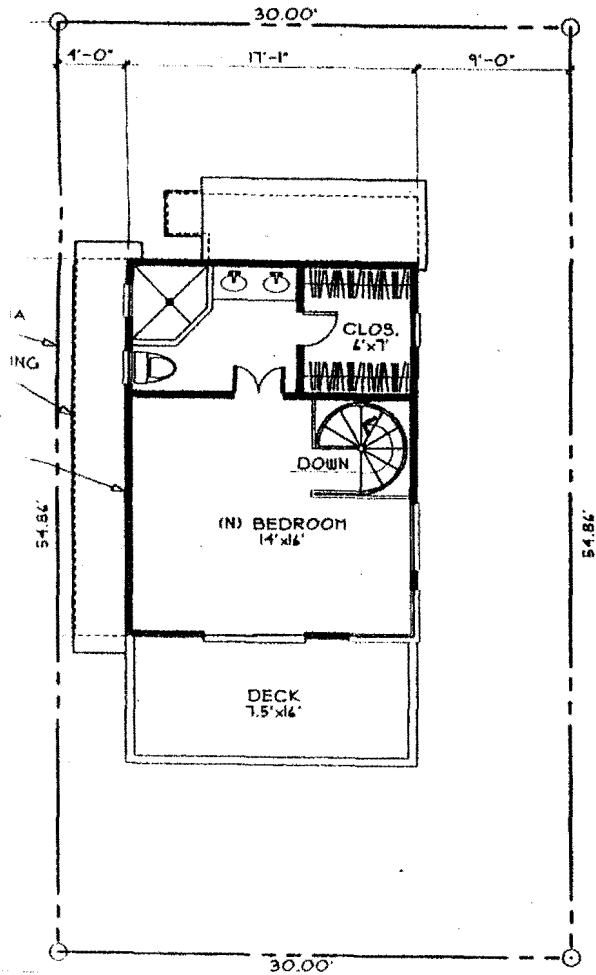 30.00'
4'-0" 17'-1" 9'-0"
CLOS.
6'x7'
DOWN
(N) BEDROOM
14'x16'
DECK
7.5'x16'
A
ING
54.86'
54.86'
30.00'